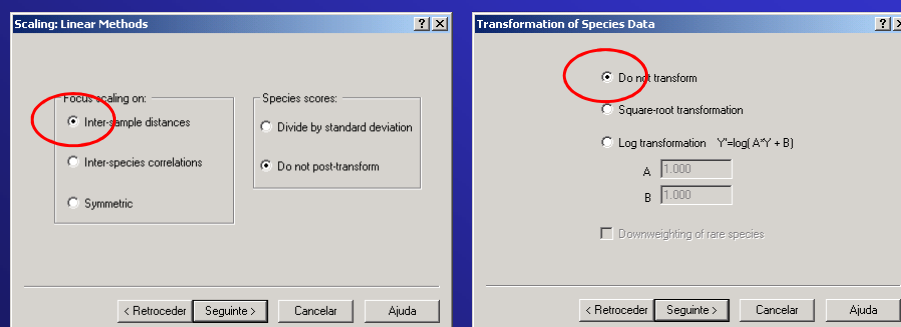 Scaling: Linear Methods
Focus scaling on:
Inter-sample distances
Inter-species correlations
Symmetric
Species scores:
Divide by standard deviation
Do not post-transform
< Retroceder
Seguinte >
Cancelar
Ajuda
Transformation of Species Data
Do not transform
Square-root transformation
Log transformation Y'=log( A*Y + B)
A 1.000
B 1.000
Downweighting of rare species
< Retroceder
Seguinte >
Cancelar
Ajuda